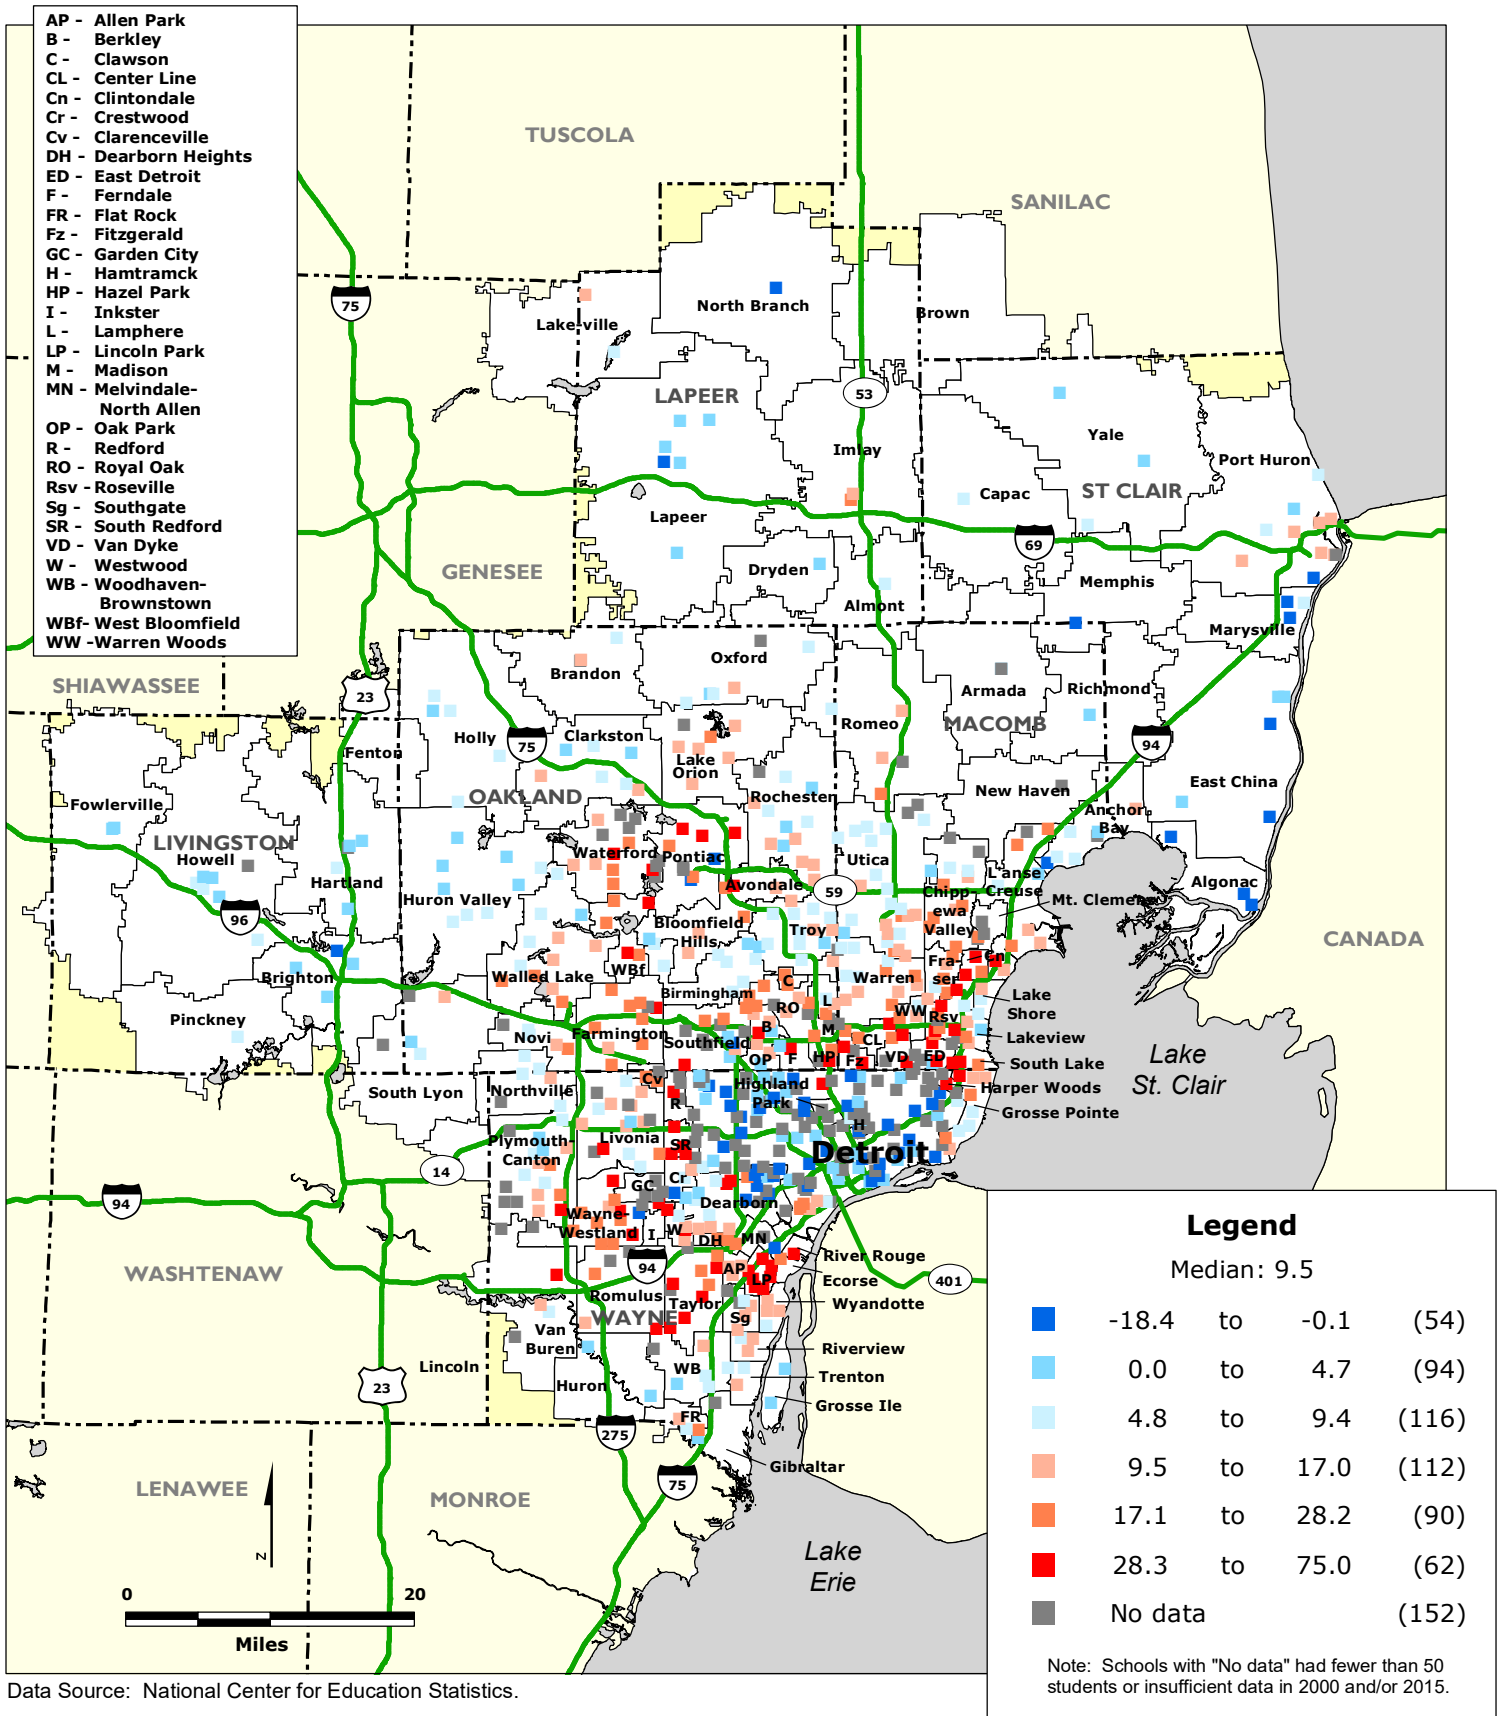 AP - Allen Park
B - Berkley
C - Clawson
CL - Center Line
Cn - Clintondale
Cr - Crestwood
Cv - Clarenceville
DH - Dearborn Heights
ED - East Detroit
F - Ferndale
FR - Flat Rock
Fz - Fitzgerald
GC - Garden City
H - Hamtramck
HP - Hazel Park
I - Inkster
L - Lamphere
LP - Lincoln Park
M - Madison
MN - Melvindale-
North Allen
OP - Oak Park
R - Redford
RO - Royal Oak
Rsv - Roseville
Sg - Southgate
SR - South Redford
VD - Van Dyke
W - Westwood
WB - Woodhaven-
Brownstown
WBf- West Bloomfield
WW -Warren Woods
TUSCOLA
SANILAC
75
North Branch
Brown
Lake-ville
LAPEER
53
Yale
Imlay
Port Huron
Capac
ST CLAIR
Lapeer
69
GENESEE
Dryden
Memphis
Almont
Marysville
Oxford
Brandon
SHIAWASSEE
23
Armada
Richmond
Romeo
MACOMB
Holly
75
Clarkston
94
Fenton
Lake
Orion
East China
OAKLAND
Rochester
New Haven
Fowlerville
Anchor
Bay
LIVINGSTON
Howell
Waterford
Pontiac
Utica
L'anse
Creuse
Hartland
Avondale
59
Algonac
Chipp-
ewa
Valley
Huron Valley
Mt. Clemens
96
Bloomfield
Hills
Troy
CANADA
Fra-
ser
Cn
Brighton
Walled Lake
WBf
Warren
C
Birmingham
Lake
Shore
Pinckney
RO
L
WW
Rsv
B
M
Farmington
Novi
Southfield
CL
Lakeview
OP
F
HP
Fz
VD
ED
South Lake
Lake
St. Clair
Cv
Highland
Park
Harper Woods
South Lyon
Northville
R
Grosse Pointe
H
Plymouth-
Canton
Livonia
SR
Detroit
14
Cr
GC
94
Dearborn
Wayne-
Westland
I
W
DH
MN
River Rouge
WASHTENAW
94
AP
LP
Ecorse
401
Romulus
Taylor
Wyandotte
WAYNE
Sg
Van
Buren
Riverview
Lincoln
WB
Trenton
23
Huron
Grosse Ile
FR
275
Gibraltar
75
LENAWEE
MONROE
Lake
Erie
N
0 20
Miles
Legend
Median: 9.5
-18.4 to -0.1 (54)
0.0 to 4.7 (94)
4.8 to 9.4 (116)
9.5 to 17.0 (112)
17.1 to 28.2 (90)
28.3 to 75.0 (62)
No data (152)
Note: Schools with "No data" had fewer than 50
students or insufficient data in 2000 and/or 2015.
Data Source: National Center for Education Statistics.